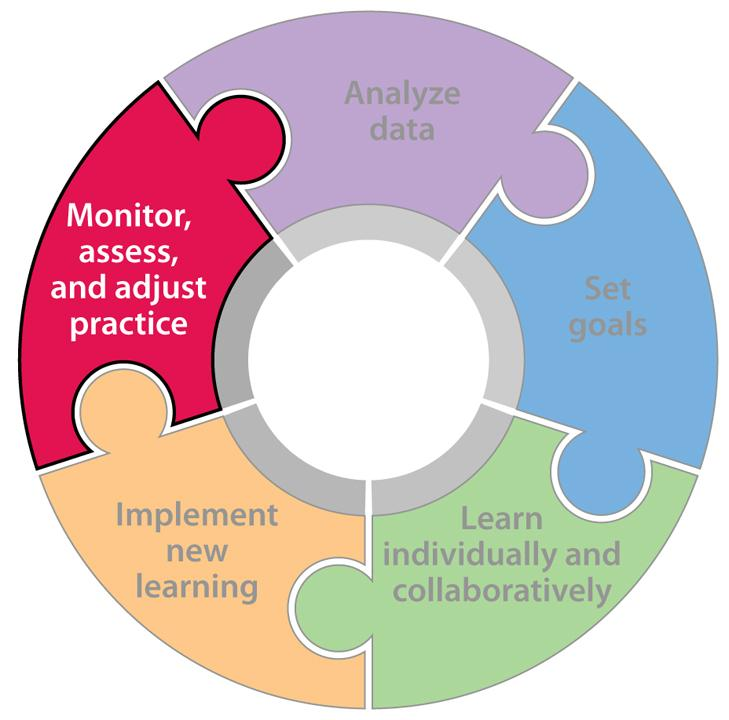 Analyze
data
Set
goals
Learn
individually and
collaboratively
Implement
new
learning
Monitor,
assess,
and adjust
practice